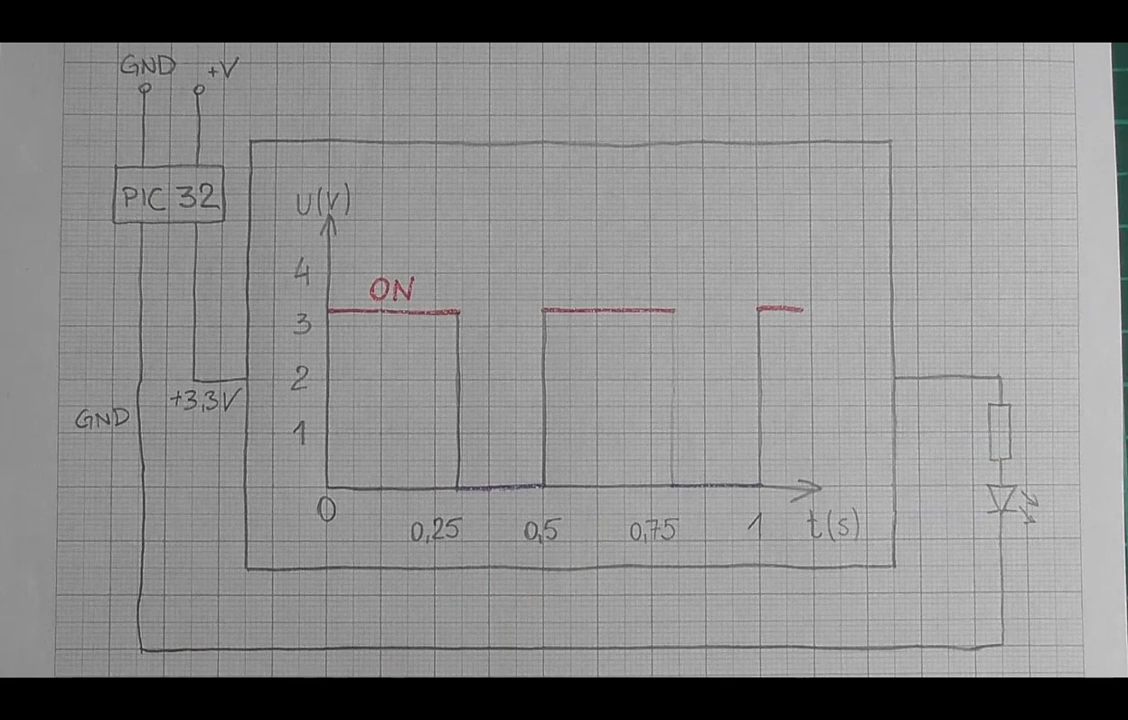 GND +V
PIC 32
U(V)
4
ON
3
2
+3,3V
GND
1
0
0,25 0,5 0,75 1 t(s)